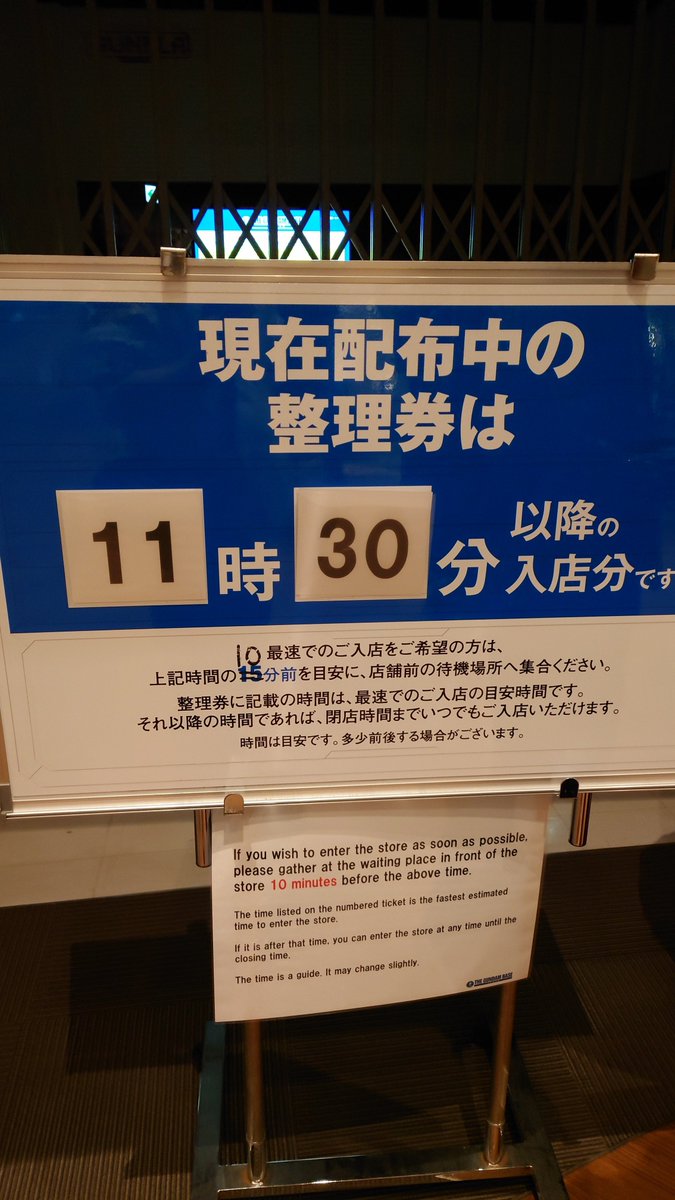 現在配布中の
整理券は
11時30分以降の入店分です
最速でのご入店をご希望の方は、
上記時間の10 15分前を目安に、店舗前の待機場所へ集合ください。
整理券に記載の時間は、最速でのご入店の目安時間です。
それ以降の時間であれば、閉店時間までいつでもご入店いただけます。
時間は目安です。多少前後する場合がございます。
If you wish to enter the store as soon as possible,
please gather at the waiting place in front of the
store 10 minutes before the above time.
The time listed on the numbered ticket is the fastest estimated
time to enter the store.
If it is after that time, you can enter the store at any time until the
closing time.
The time is a guide. It may change slightly.
THE GUNDAM BASE